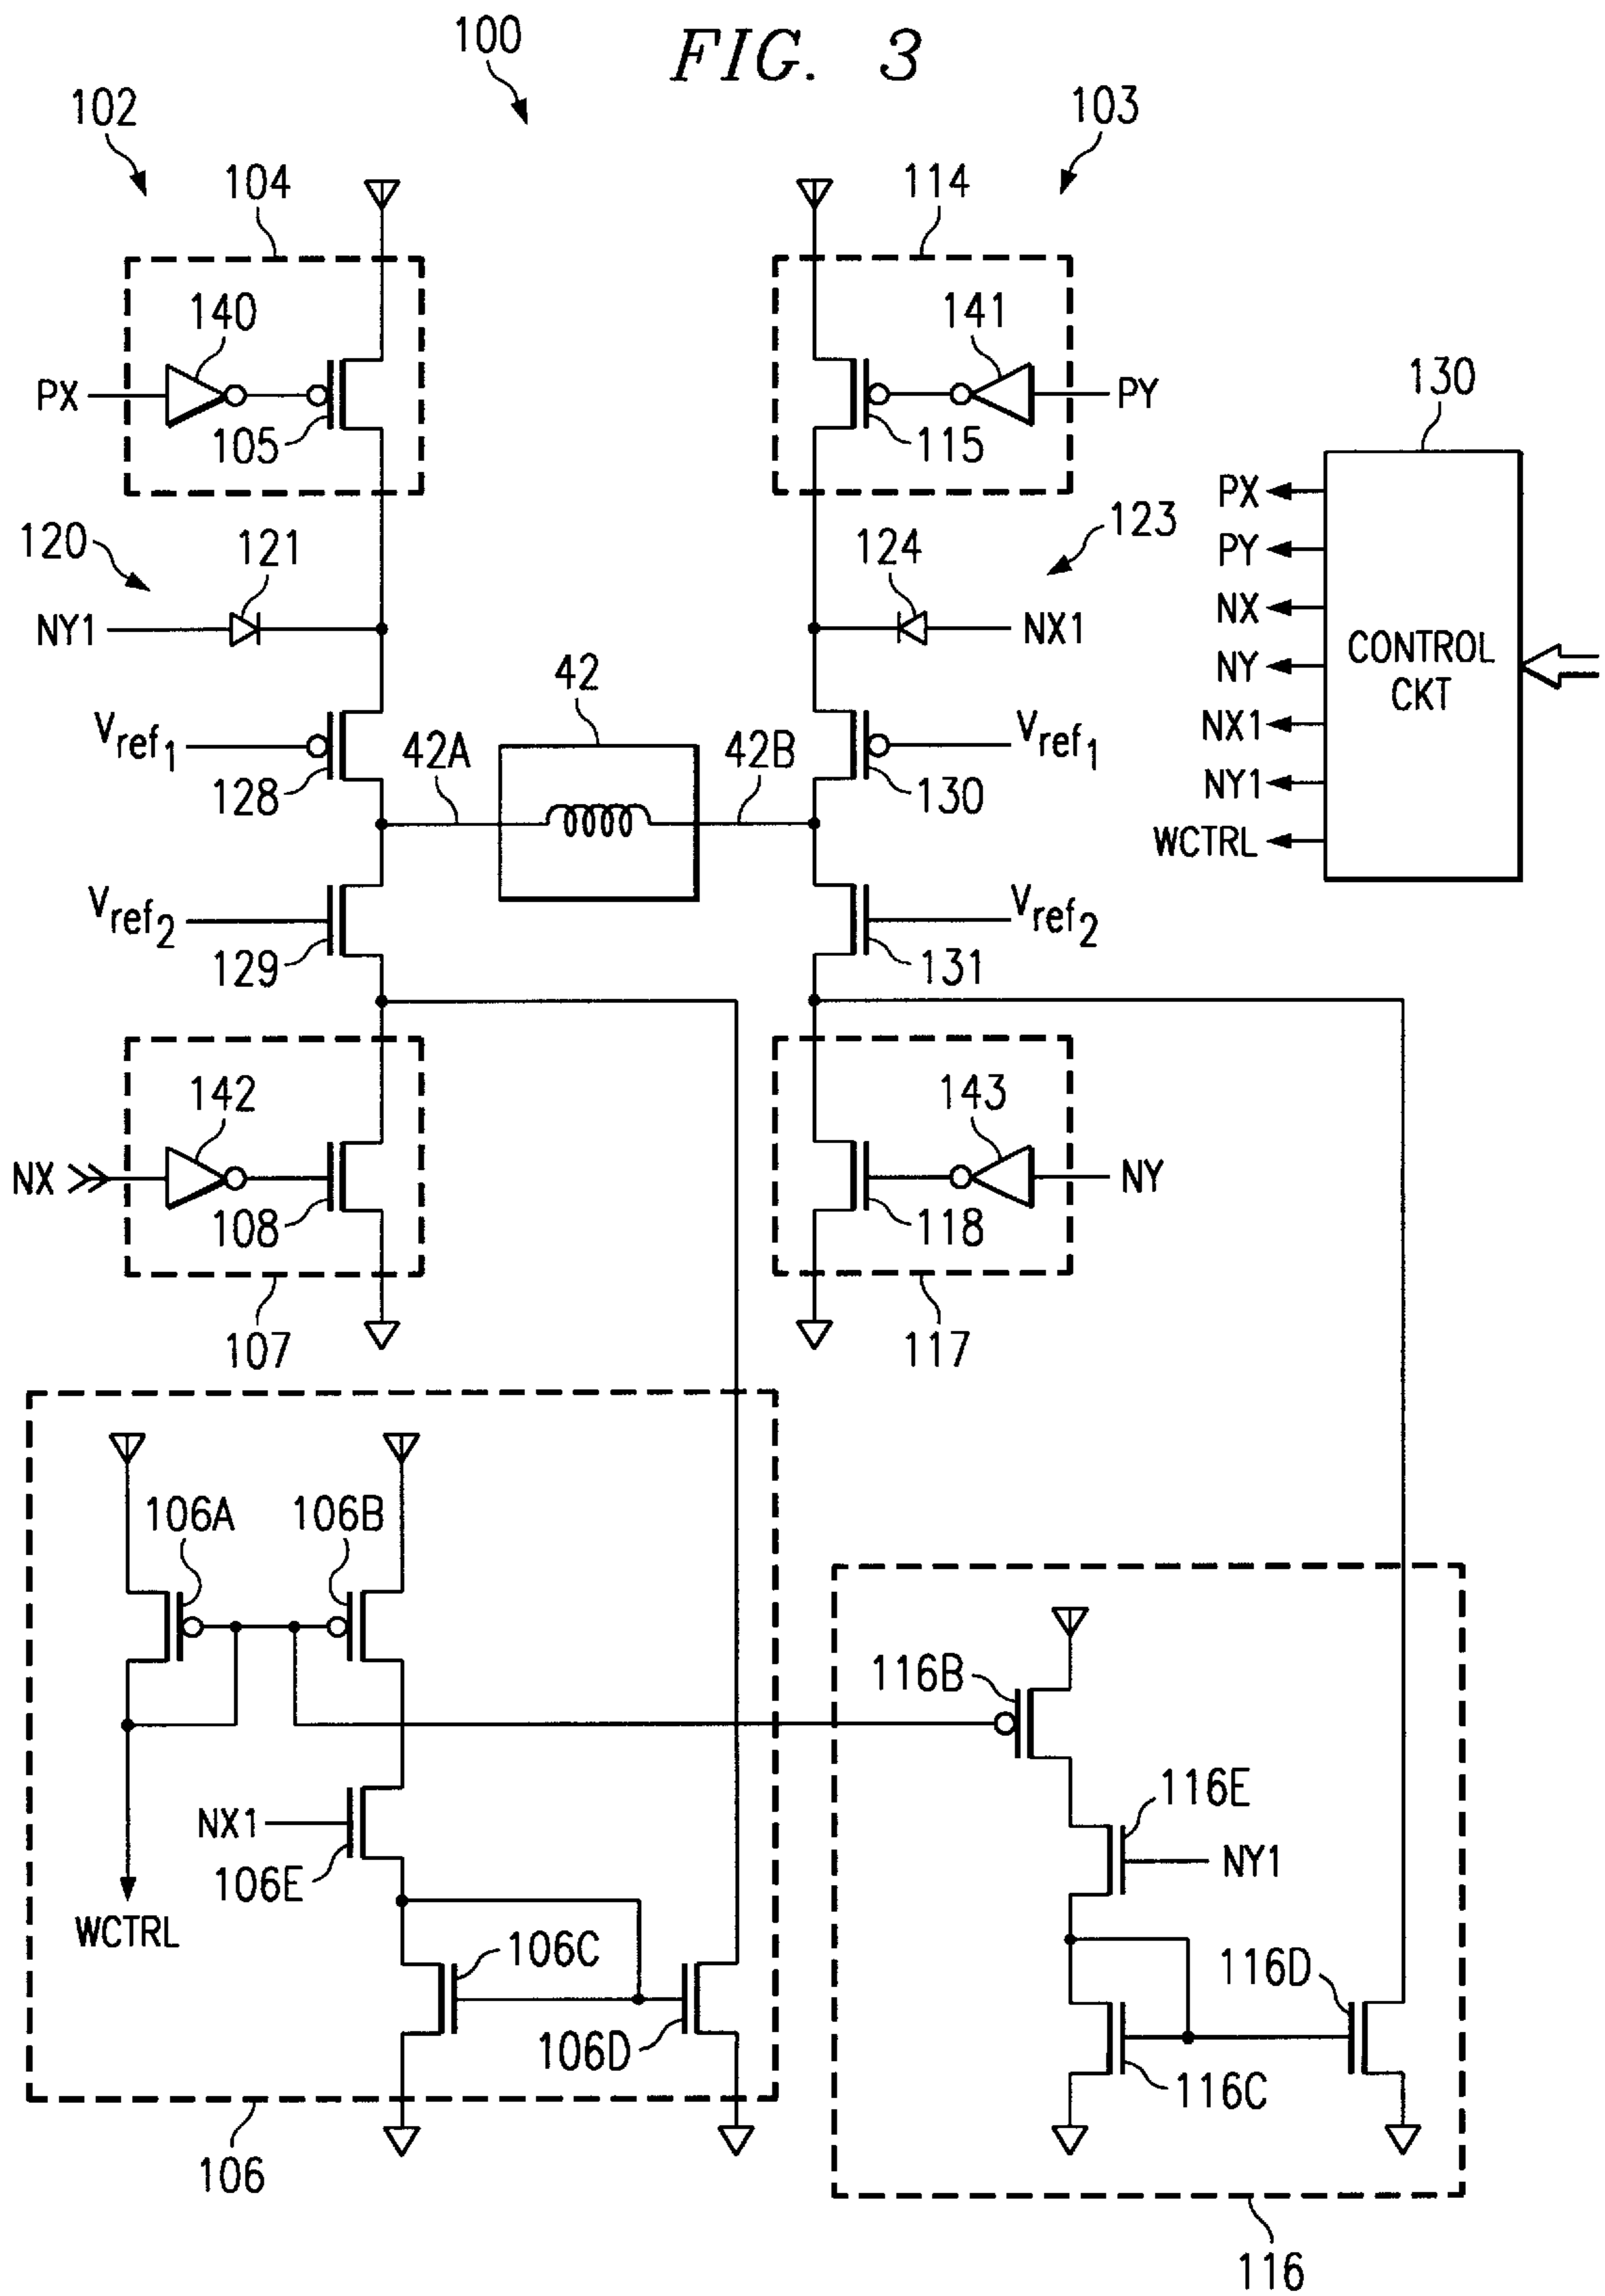 FIG. 3
100
102
103
104
114
140
141
PX
PY
105
115
130
PX
PY
NX
NY
NX1
NY1
WCTRL
CONTROL
CKT
120
121
124
123
NY1
NX1
42
Vref1
42A
42B
Vref1
128
130
Vref2
Vref2
129
131
142
143
NX
NY
108
118
107
117
106A
106B
116B
116E
NX1
NY1
106E
WCTRL
106C
116D
106D
116C
106
116